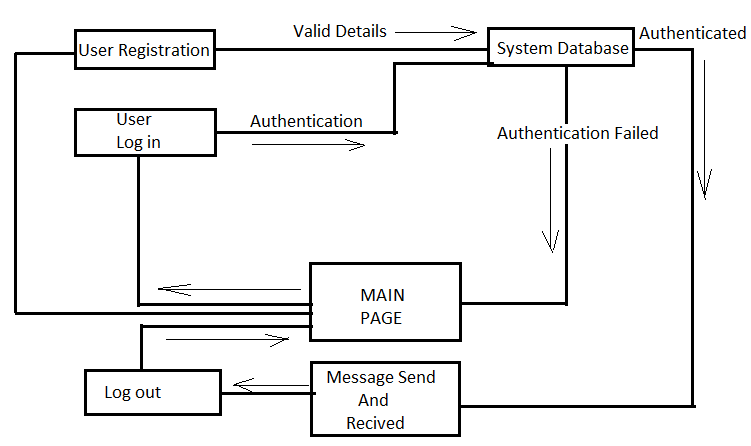 Valid Details
Authenticated
User Registration
System Database
User
Log in
Authentication
Authentication Failed
MAIN
PAGE
Message Send
And
Recived
Log out